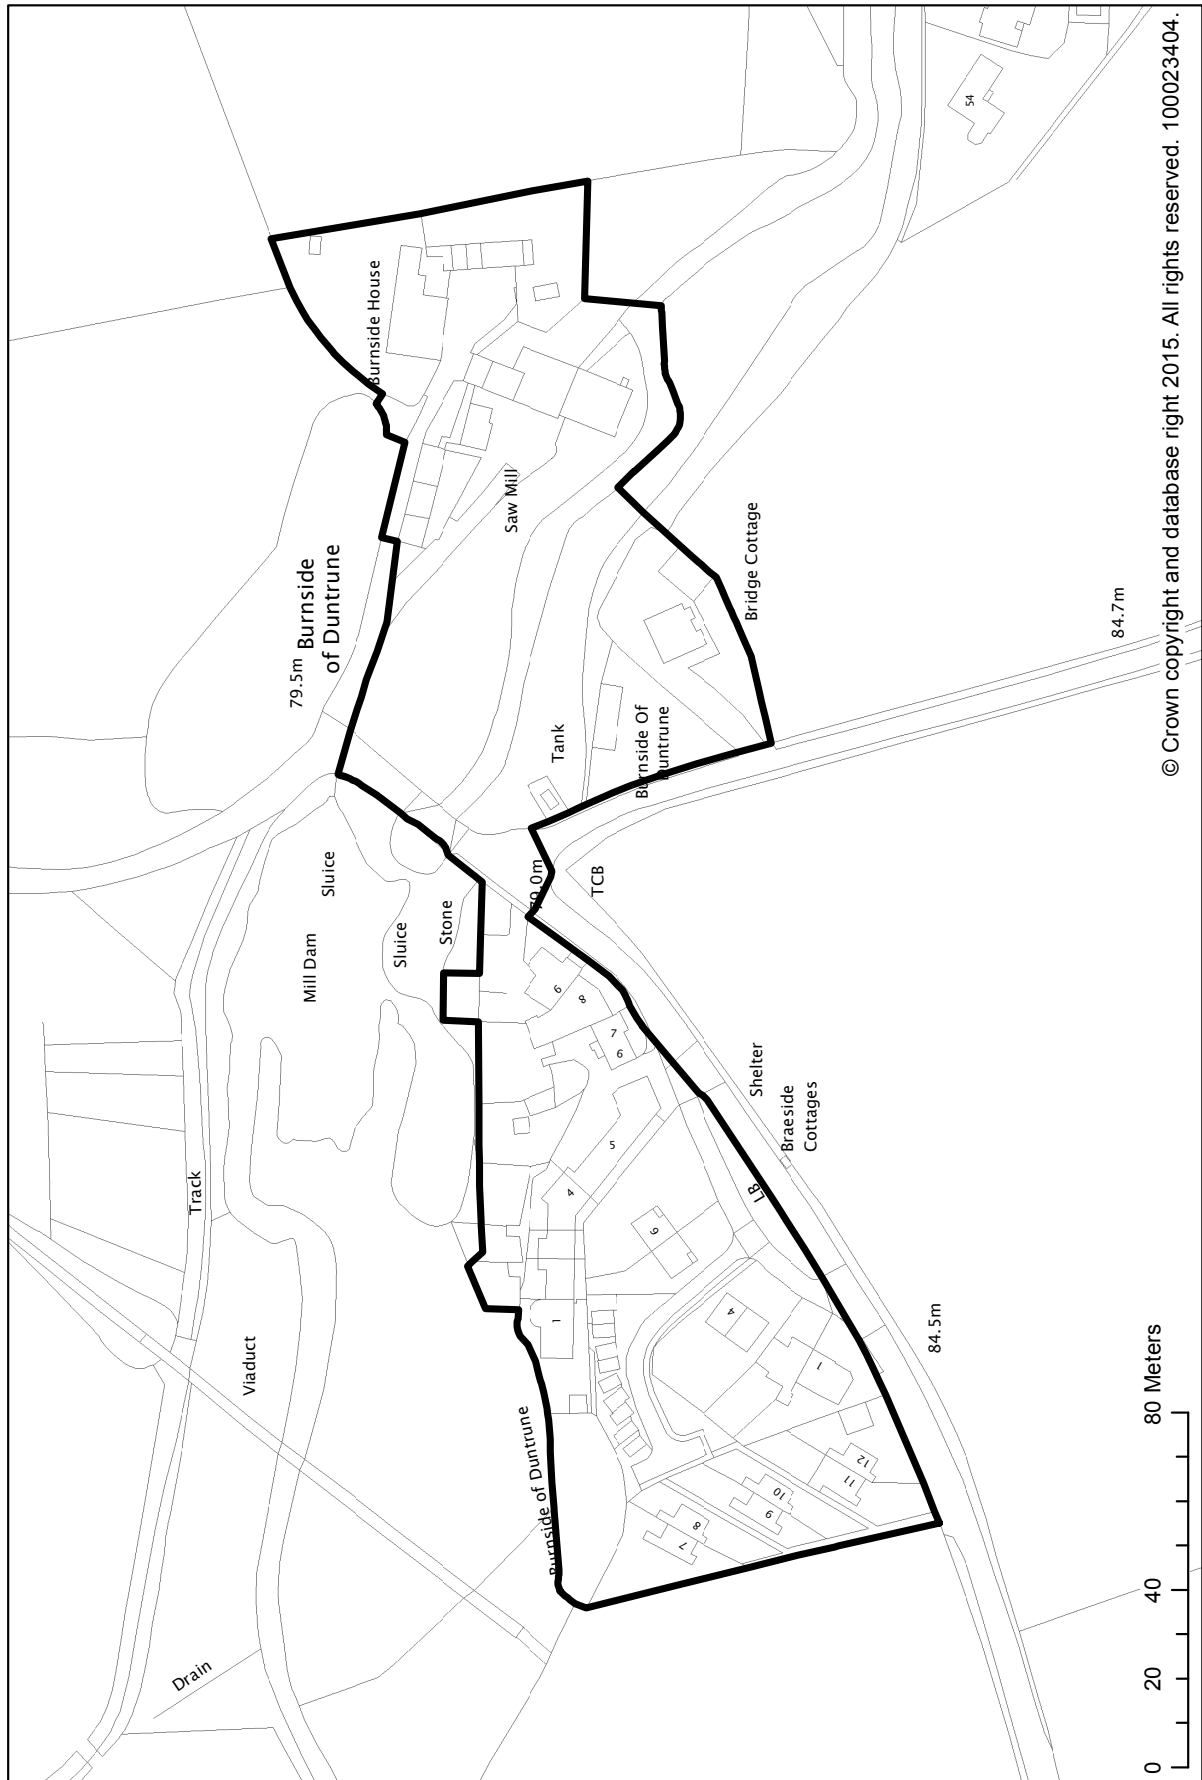 Drain
Track
Viaduct
Mill Dam
Sluice
Sluice
Stone
79.5m
Burnside
of Duntrune
Burnside House
Saw Mill
Tank
79.0m
TCB
Burnside Of
Duntrune
Bridge Cottage
84.7m
54
Burnside of Duntrune
1
4
5
6
7
8
9
6
4
1
7
8
9
10
11
12
LB
Shelter
Braeside
Cottages
84.5m
0
20
40
80 Meters
© Crown copyright and database right 2015. All rights reserved. 100023404.